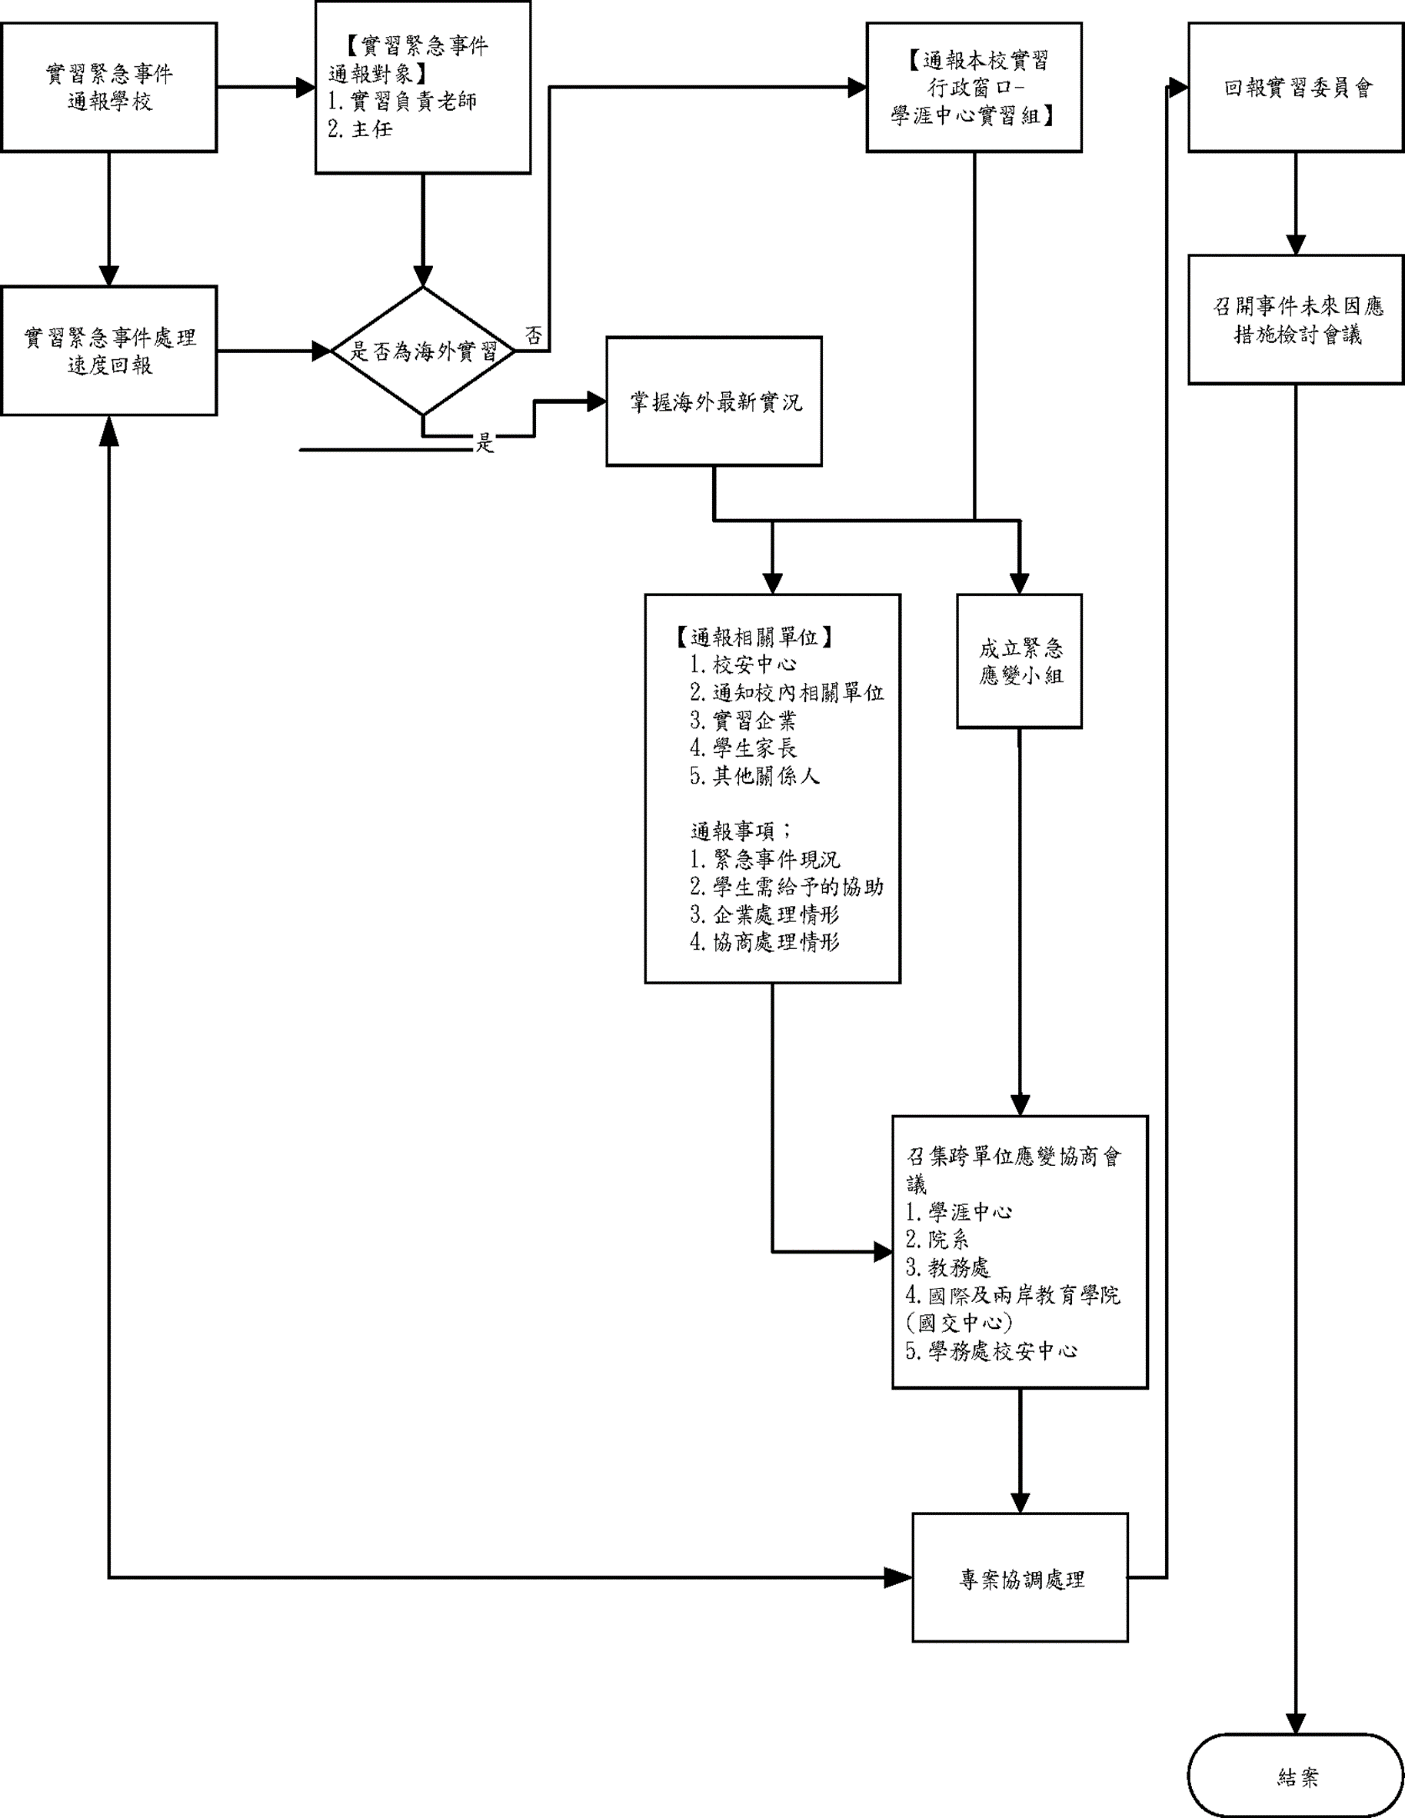 實習緊急事件
通報學校
【實習緊急事件
通報對象】
1.實習負責老師
2.主任
【通報本校實習
行政窗口-
學涯中心實習組】
回報實習委員會
實習緊急事件處理
速度回報
是否為海外實習
否
是
掌握海外最新實況
召開事件未來因應
措施檢討會議
【通報相關單位】
1.校安中心
2.通知校內相關單位
3.實習企業
4.學生家長
5.其他關係人
通報事項；
1.緊急事件現況
2.學生需給予的協助
3.企業處理情形
4.協商處理情形
成立緊急
應變小組
召集跨單位應變協商會
議
1.學涯中心
2.院系
3.教務處
4.國際及兩岸教育學院
(國交中心)
5.學務處校安中心
專案協調處理
結案